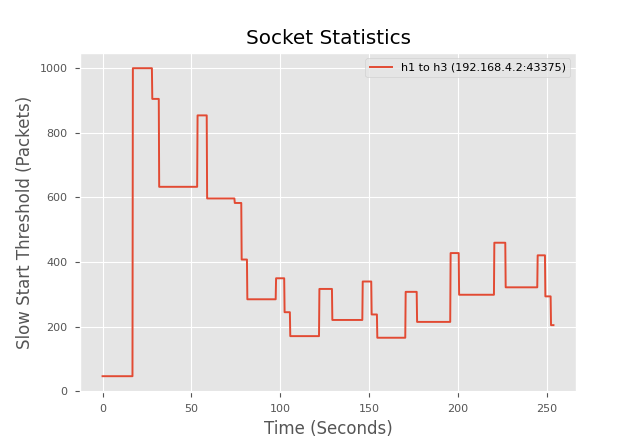 Socket Statistics
h1 to h3 (192.168.4.2:43375)
Slow Start Threshold (Packets)
1000
800
600
400
200
0
0 50 100 150 200 250
Time (Seconds)